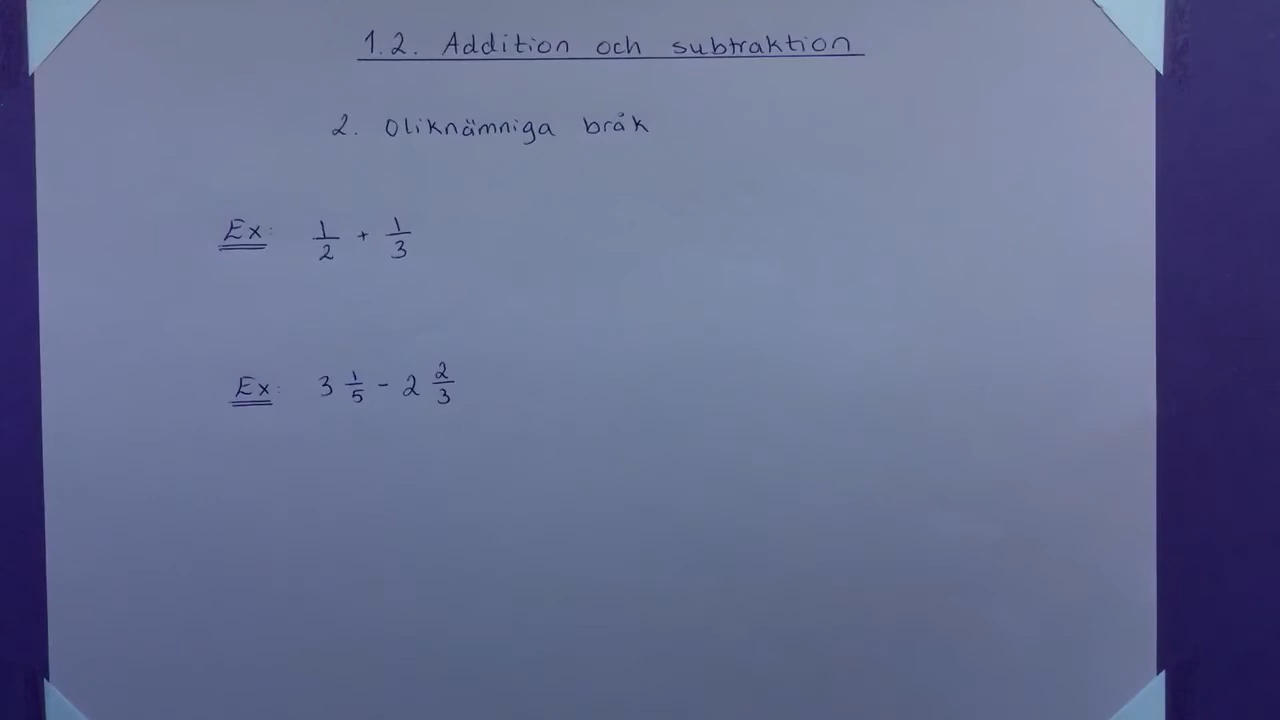 1.2. Addition och subtraktion
2. Oliknämniga bråk
Ex: 1/2 + 1/3
Ex: 3 1/5 - 2 2/3